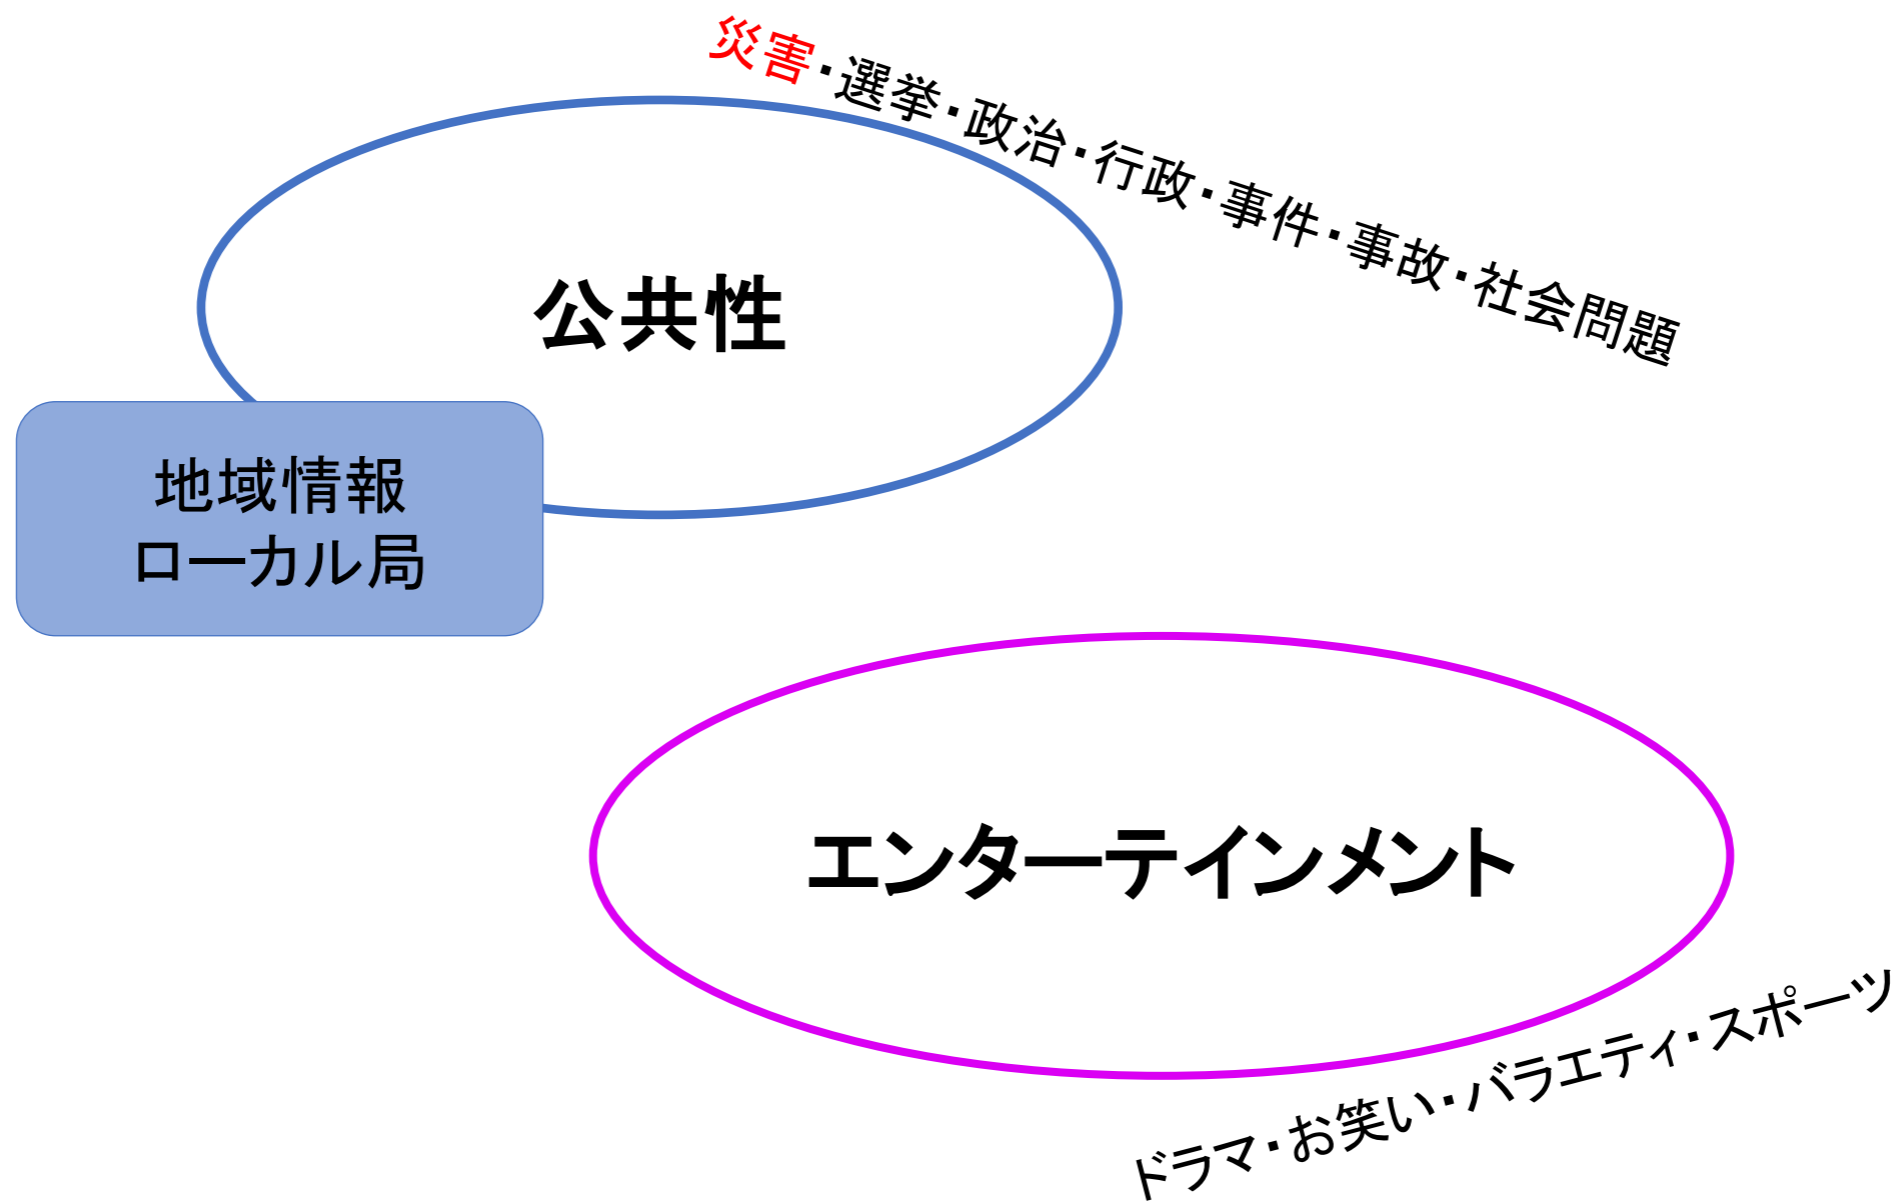 災害・選挙・政治・行政・事件・事故・社会問題
公共性
地域情報
ローカル局
エンターテインメント
ドラマ・お笑い・バラエティ・スポーツ